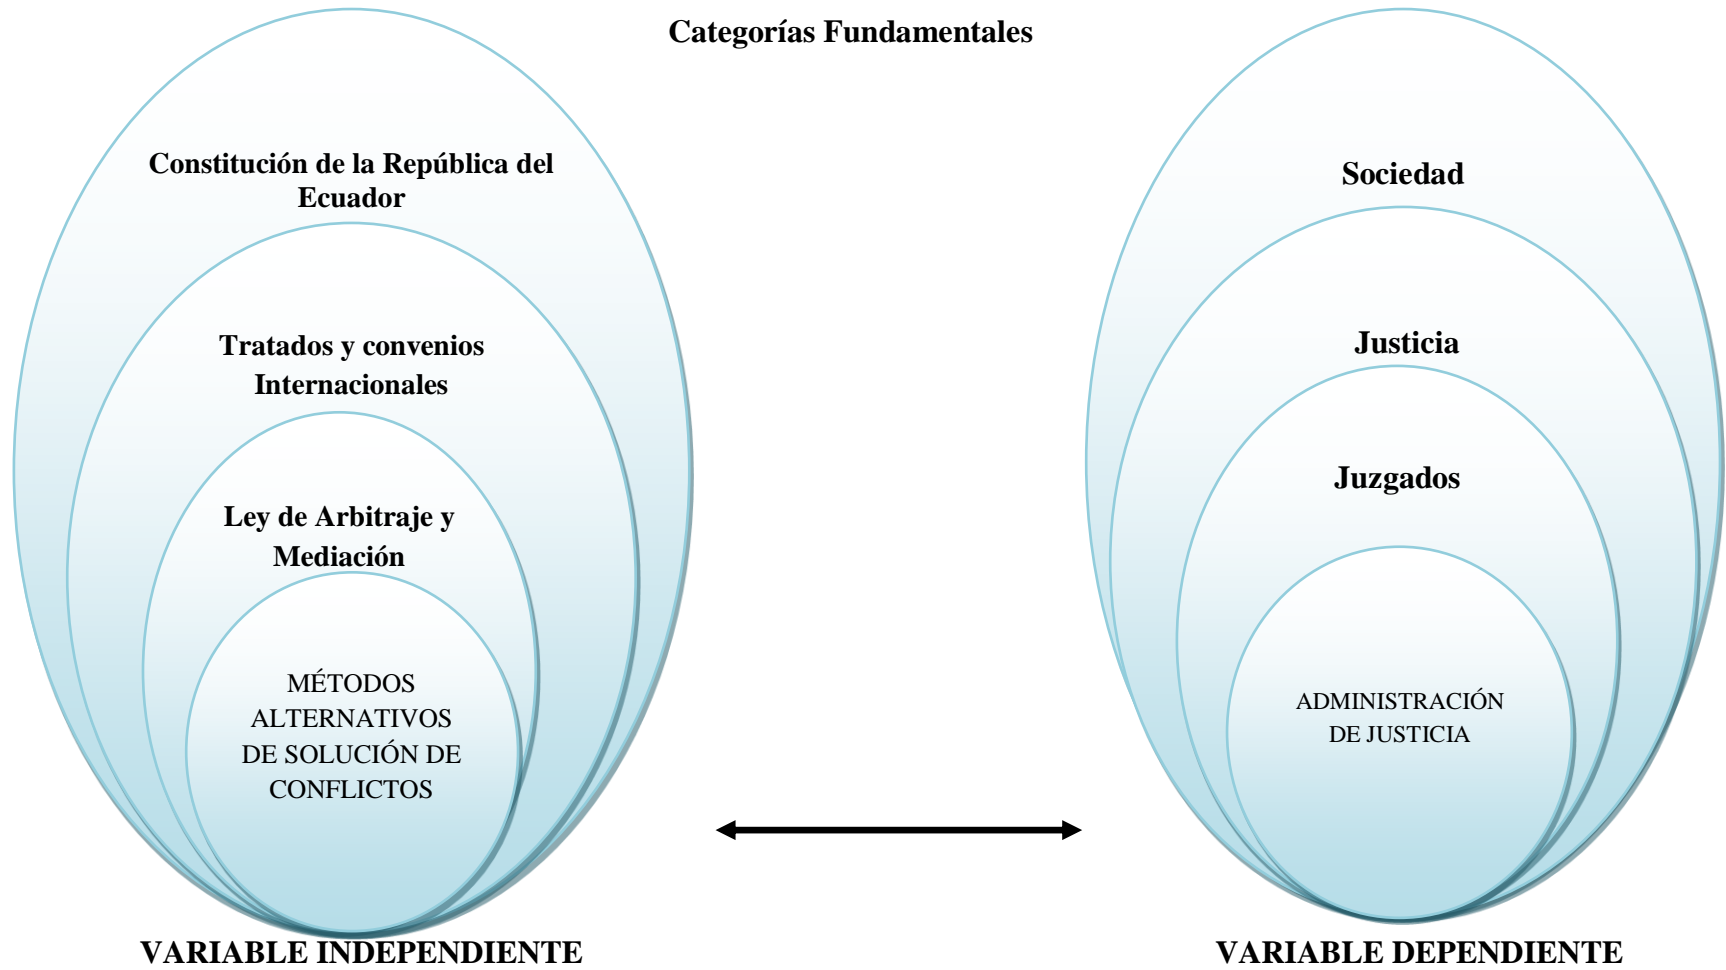 Categorías Fundamentales
Constitución de la República del
Ecuador
Tratados y convenios
Internacionales
Ley de Arbitraje y
Mediación
MÉTODOS
ALTERNATIVOS
DE SOLUCIÓN DE
CONFLICTOS
VARIABLE INDEPENDIENTE
Sociedad
Justicia
Juzgados
ADMINISTRACIÓN
DE JUSTICIA
VARIABLE DEPENDIENTE